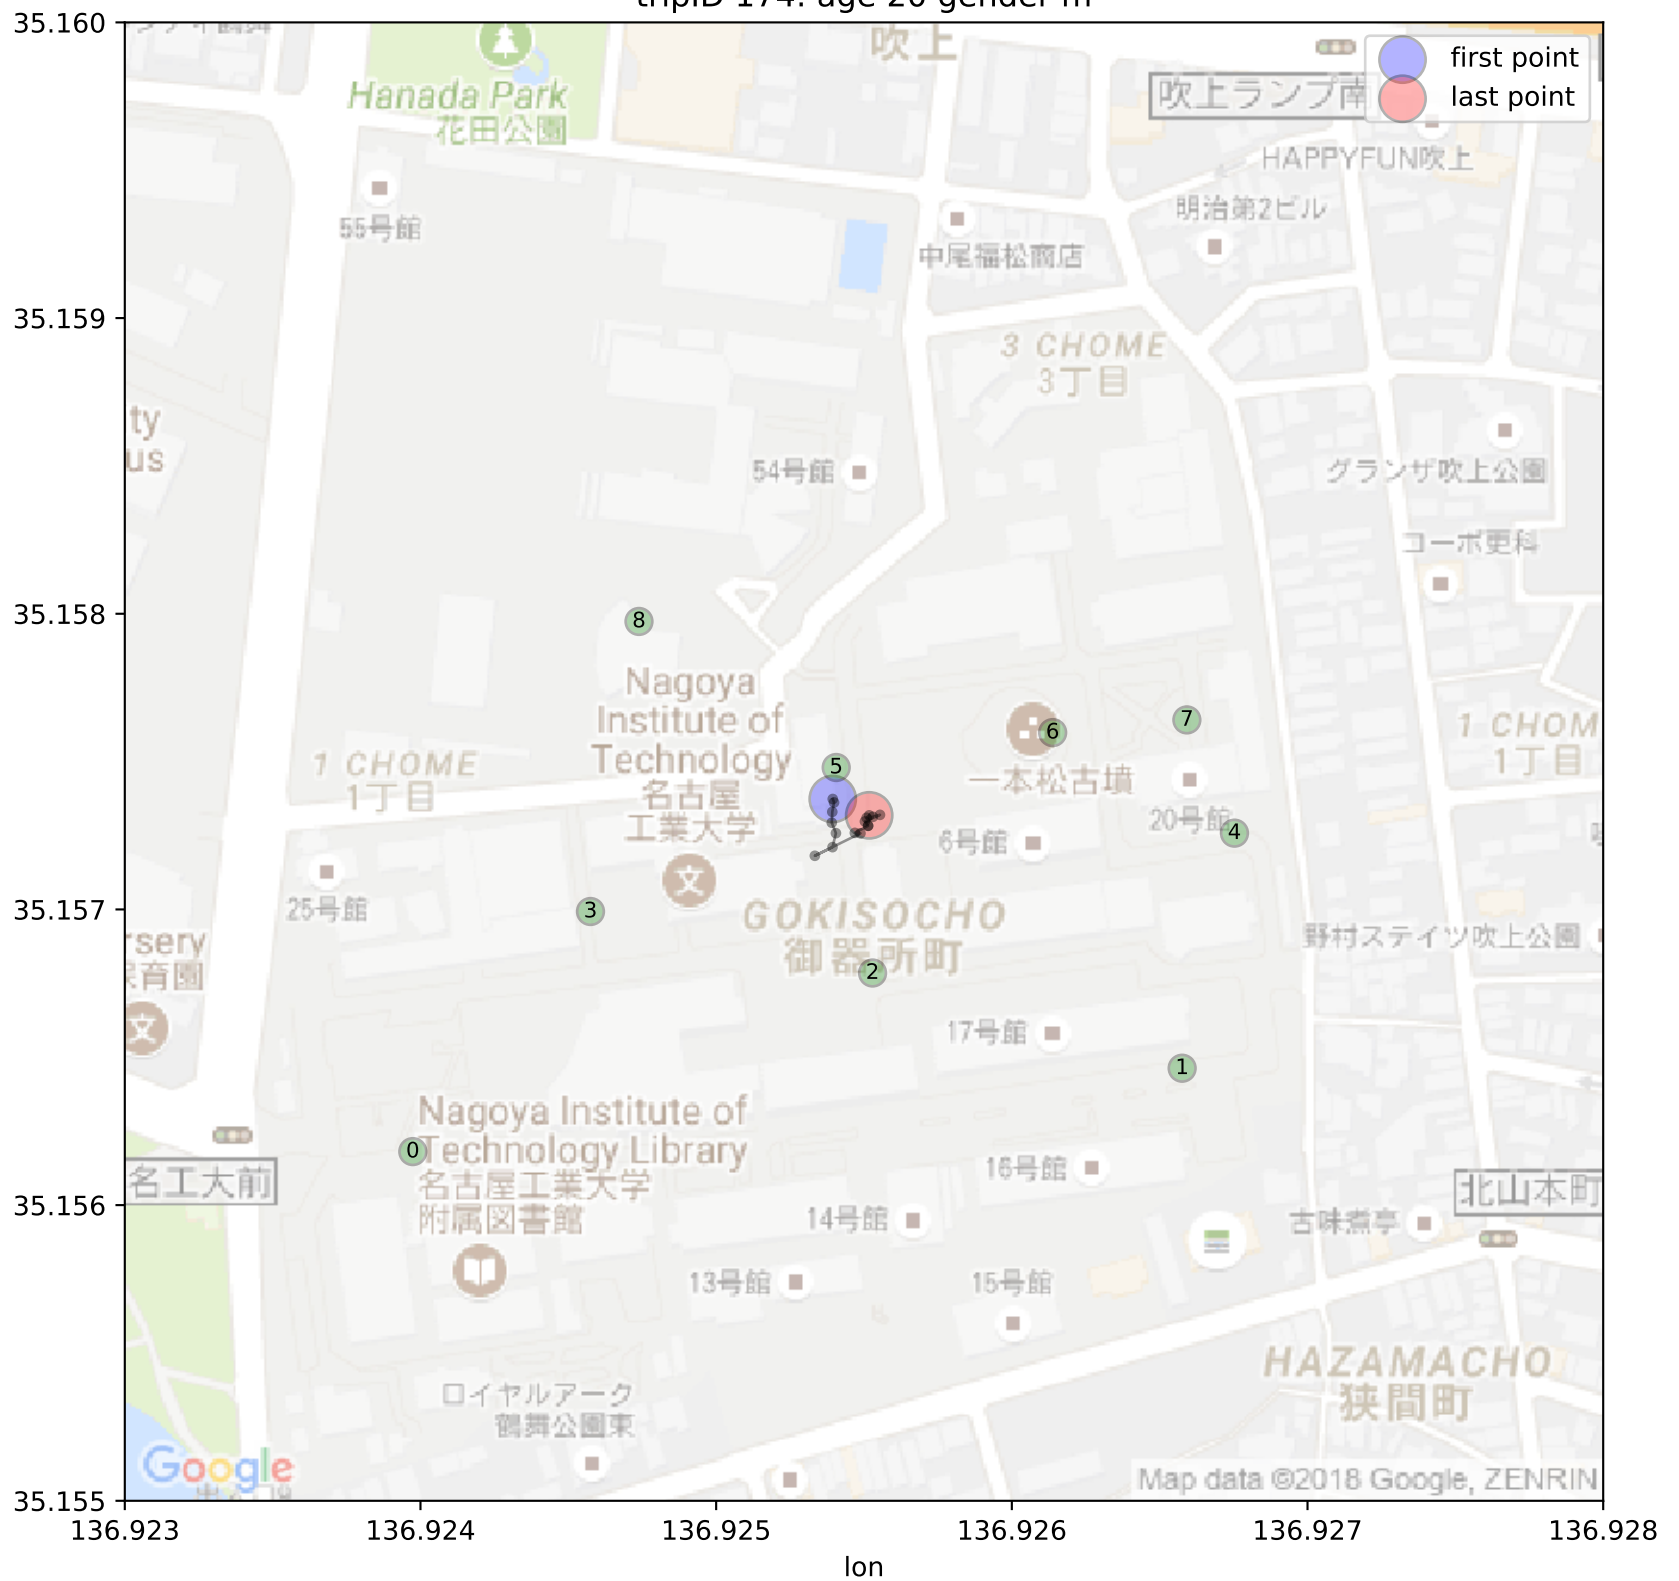 35.160
吹上
first point
last point
Hanada Park
花田公園
吹上ランプ南
HAPPYFUN吹上
55号館
明治第2ビル
中尾福松商店
35.159
3 CHOME
3丁目
ty
us
54号館
グランザ吹上公園
コーポ更科
35.158
8
Nagoya
Institute of
Technology
名古屋
工業大学
5
6
7
一本松古墳
1 CHOME
1丁目
1 CHOM
1丁目
20号館
4
6号館
25号館
3
35.157
GOKISOCHO
御器所町
2
rsery
育園
野村ステイツ吹上公園
17号館
1
Nagoya Institute of
Technology Library
名古屋工業大学
附属図書館
0
名工大前
16号館
北山本町
35.156
14号館
古味煮亭
13号館
15号館
HAZAMACHO
狭間町
ロイヤルアーク
鶴舞公園東
Google
Map data ©2018 Google, ZENRIN
35.155
136.923
136.924
136.925
136.926
136.927
136.928
lon